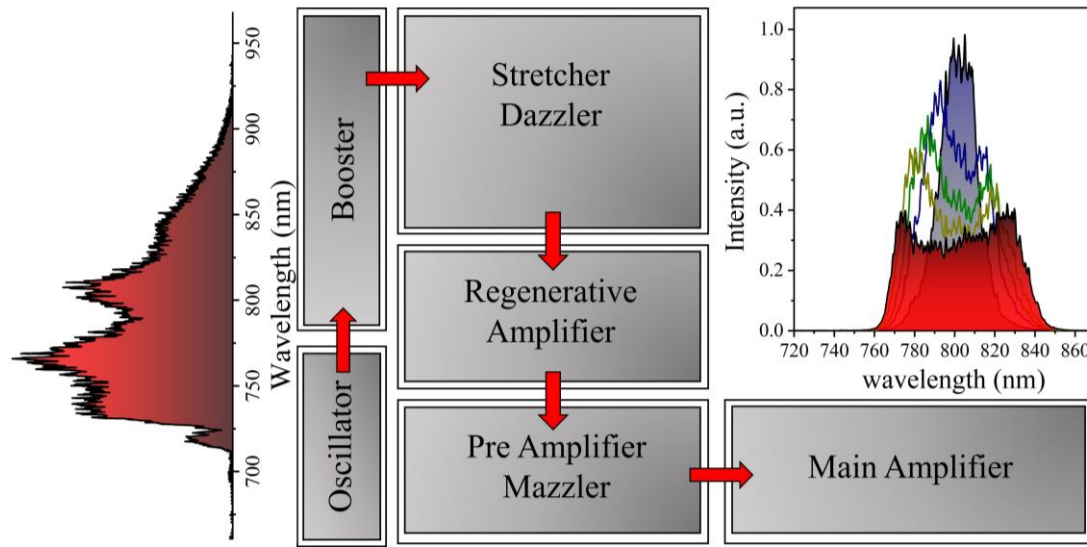 950
900
850
800
750
700
Wavelength (nm)
Booster
Oscillator
Stretcher
Dazzler
Regenerative
Amplifier
Pre Amplifier
Mazzler
Main Amplifier
Intensity (a.u.)
1.0
0.8
0.6
0.4
0.2
0.0
720 740 760 780 800 820 840 860
wavelength (nm)